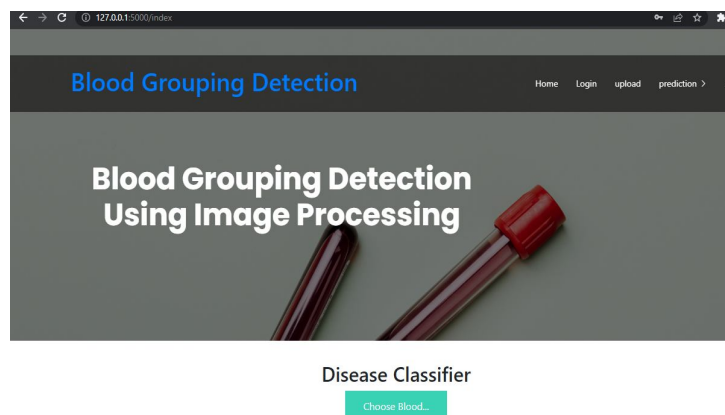 127.0.0.1:5000/index
Blood Grouping Detection
Home Login upload prediction >
Blood Grouping Detection
Using Image Processing
Disease Classifier
Choose Blood...